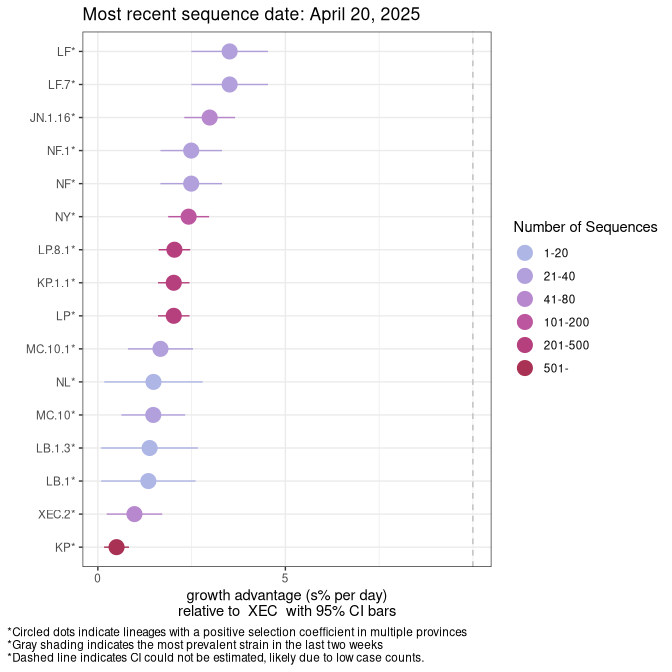 Most recent sequence date: April 20, 2025
LF*
LF.7*
JN.1.16*
NF.1*
NF*
NY*
LP.8.1*
KP.1.1*
LP*
MC.10.1*
NL*
MC.10*
LB.1.3*
LB.1*
XEC.2*
KP*
0 5
growth advantage (s% per day)
relative to XEC with 95% CI bars
Number of Sequences
1-20
21-40
41-80
101-200
201-500
501-
*Circled dots indicate lineages with a positive selection coefficient in multiple provinces
*Gray shading indicates the most prevalent strain in the last two weeks
*Dashed line indicates CI could not be estimated, likely due to low case counts.